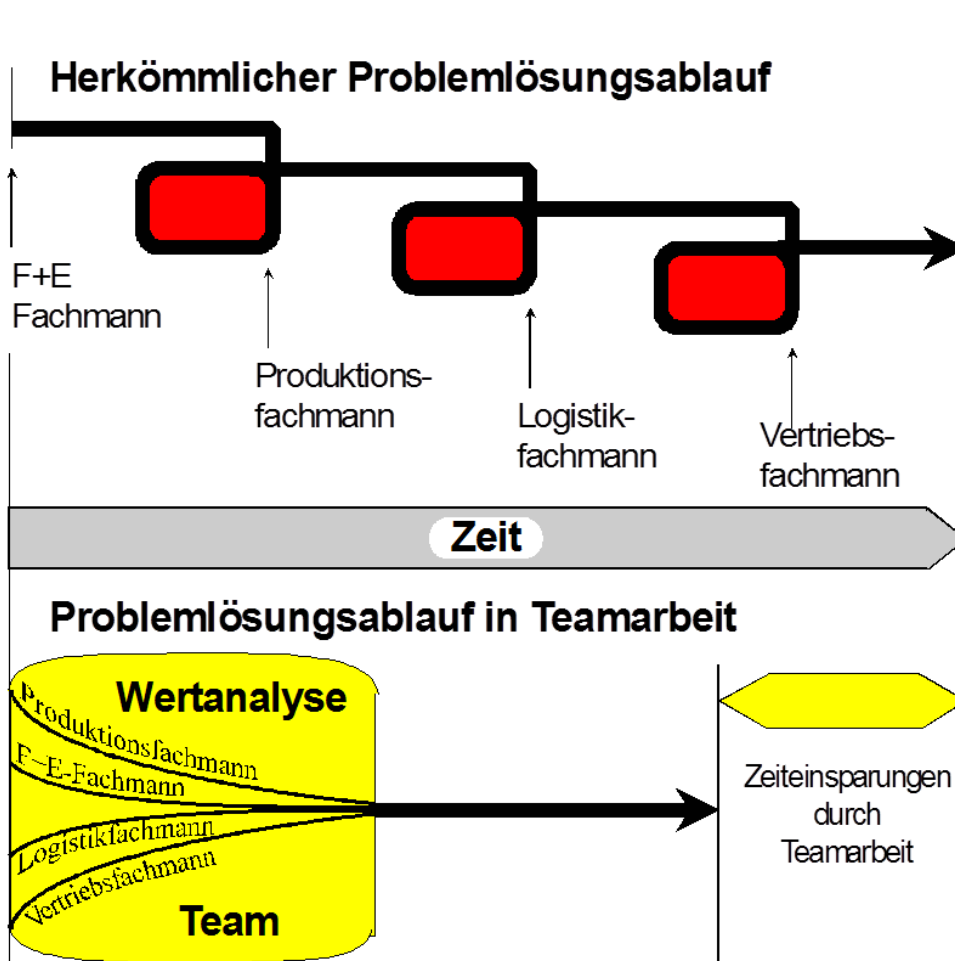 Herkömmlicher Problemlösungsablauf
F+E
Fachmann
Produktions-
fachmann
Logistik-
fachmann
Vertriebs-
fachmann
Zeit
Problemlösungsablauf in Teamarbeit
Wertanalyse
Produktionsfachmann
F–E-Fachmann
Logistikfachmann
Vertriebsfachmann
Team
Zeiteinsparungen
durch
Teamarbeit